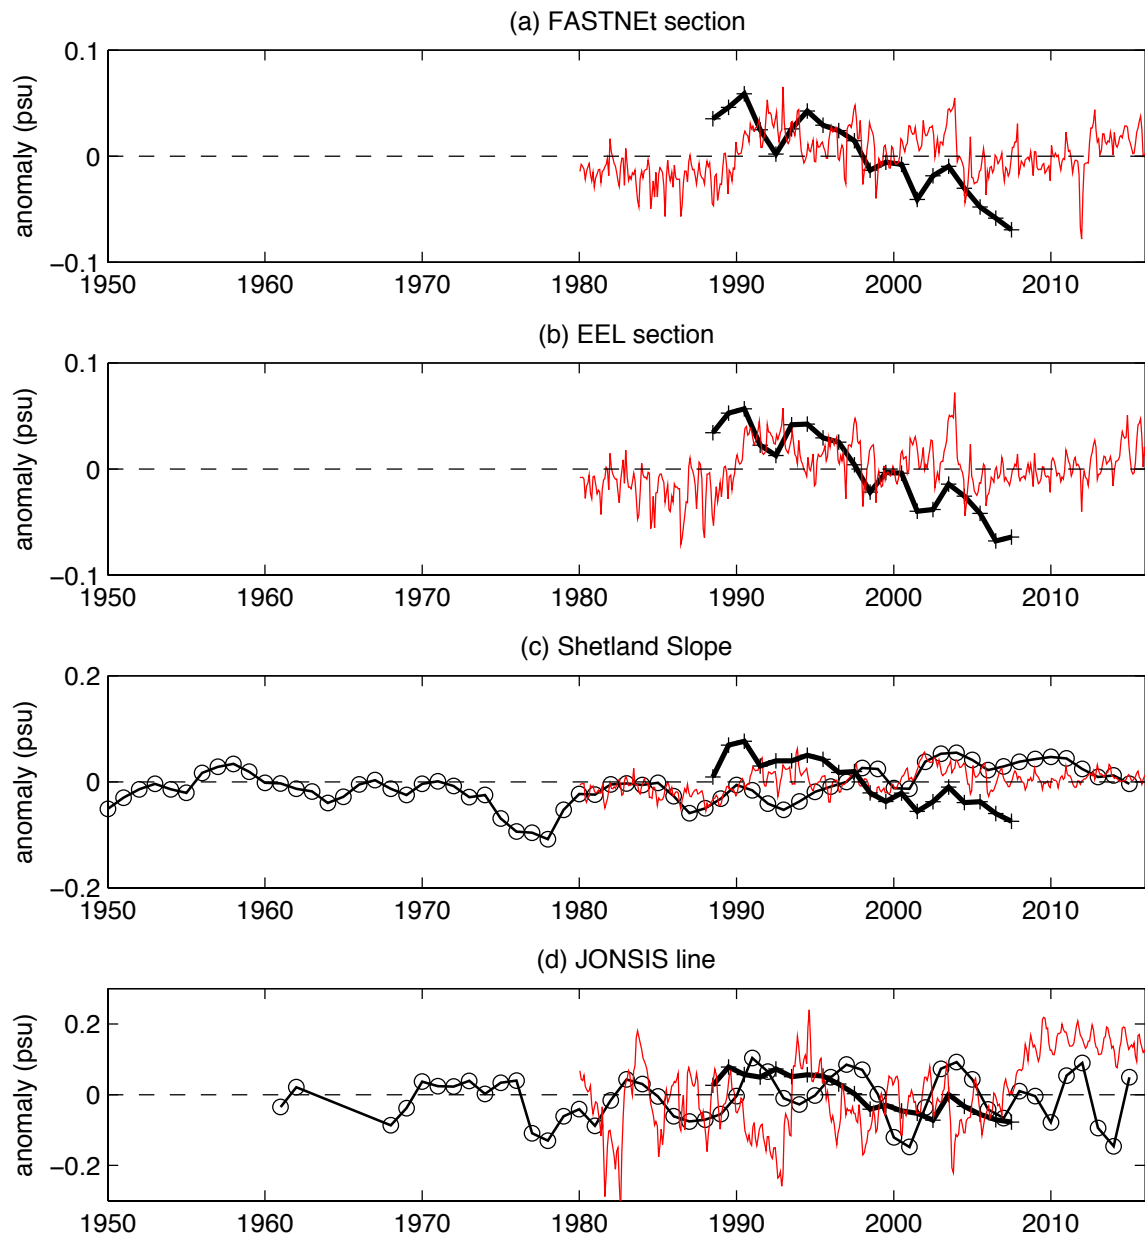 (a) FASTNEt section
0.1
0
−0.1
anomaly (psu)
1950 1960 1970 1980 1990 2000 2010
(b) EEL section
0.1
0
−0.1
anomaly (psu)
1950 1960 1970 1980 1990 2000 2010
(c) Shetland Slope
0.2
0
−0.2
anomaly (psu)
1950 1960 1970 1980 1990 2000 2010
(d) JONSIS line
0.2
0
−0.2
anomaly (psu)
1950 1960 1970 1980 1990 2000 2010